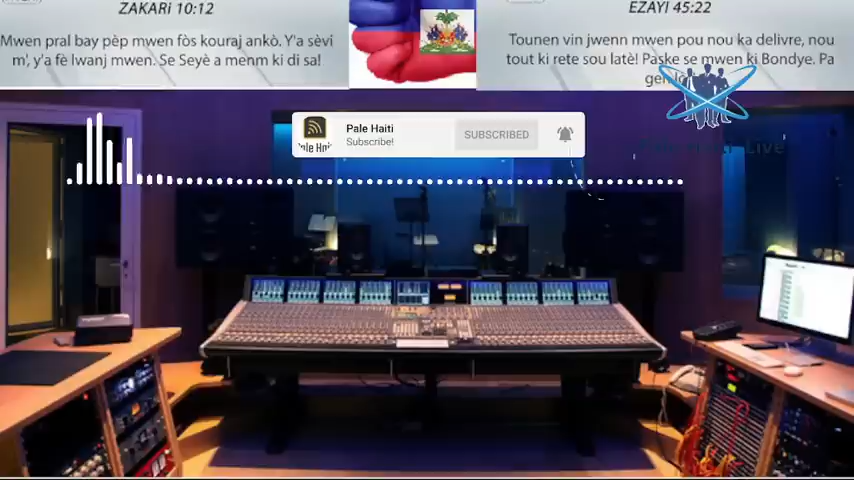 ZAKARi 10:12
Mwen pral bay pèp mwen fòs kouraj ankò. Y'a sèvi
m', y'a fè lwanj mwen. Se Seyè a menm ki di sa!
EZAYI 45:22
Tounen vin jwenn mwen pou nou ka delivre, nou
tout ki rete sou latè! Paske se mwen ki Bondye. Pa
gen
Pale Haiti
Subscribe!
SUBSCRIBED
Live